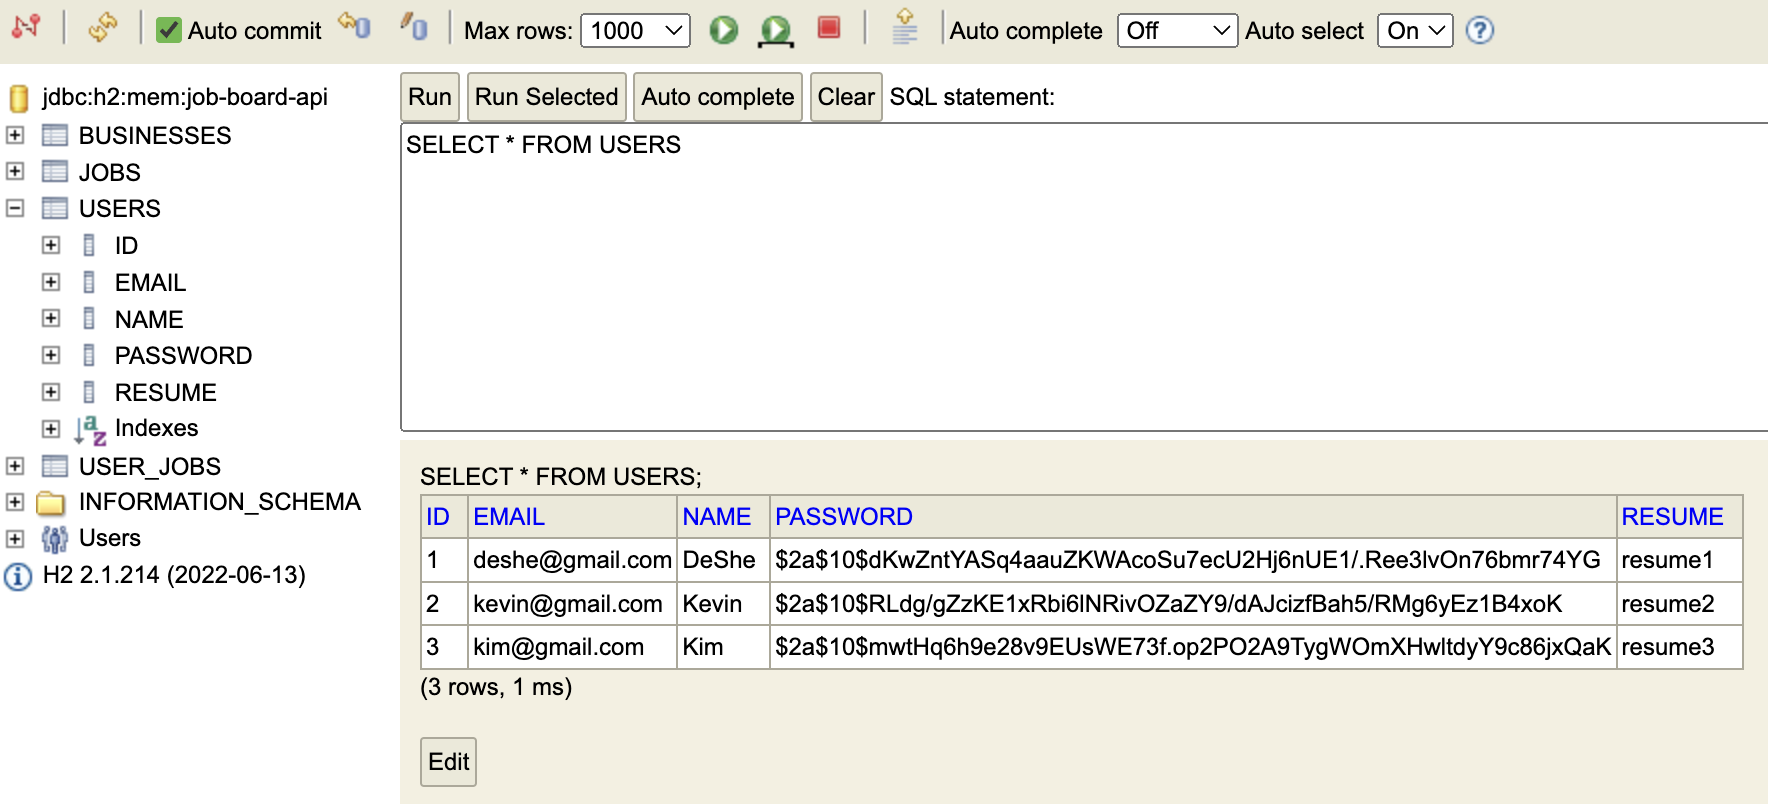 Auto commit Max rows: 1000 Auto complete Off Auto select On ?
jdbc:h2:mem:job-board-api
BUSINESSES
JOBS
USERS
ID
EMAIL
NAME
PASSWORD
RESUME
Indexes
USER_JOBS
INFORMATION_SCHEMA
Users
H2 2.1.214 (2022-06-13)
Run Run Selected Auto complete Clear SQL statement:
SELECT * FROM USERS
SELECT * FROM USERS;
ID EMAIL NAME PASSWORD RESUME
1 deshe@gmail.com DeShe $2a$10$dKwZntYASq4aauZKWAcoSu7ecU2Hj6nUE1/.Ree3lvOn76bmr74YG resume1
2 kevin@gmail.com Kevin $2a$10$RLdg/gZzKE1xRbi6lNRivOZaZY9/dAJcizfBah5/RMg6yEz1B4xoK resume2
3 kim@gmail.com Kim $2a$10$mwtHq6h9e28v9EUsWE73f.op2PO2A9TygWOmXHwltdyY9c86jxQaK resume3
(3 rows, 1 ms)
Edit